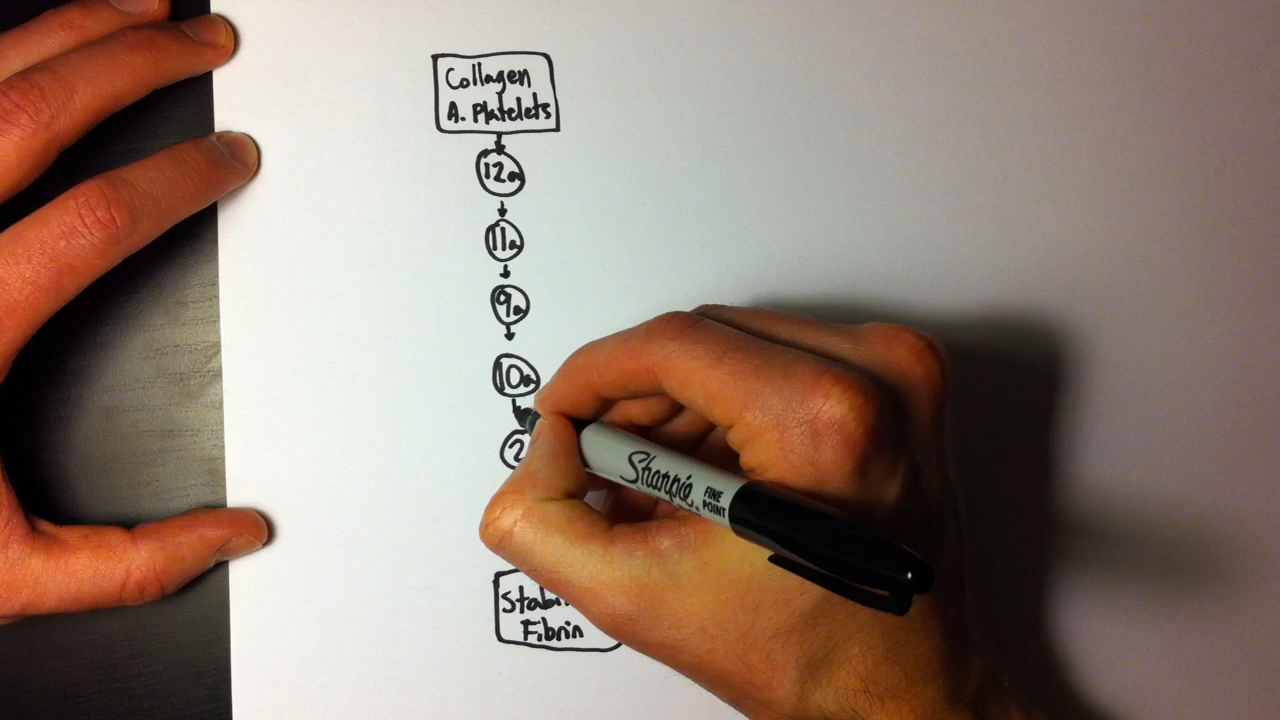 Collagen
A. Platelets
12a
11a
9a
10a
2
Fibrin
Sharpie
FINE
POINT